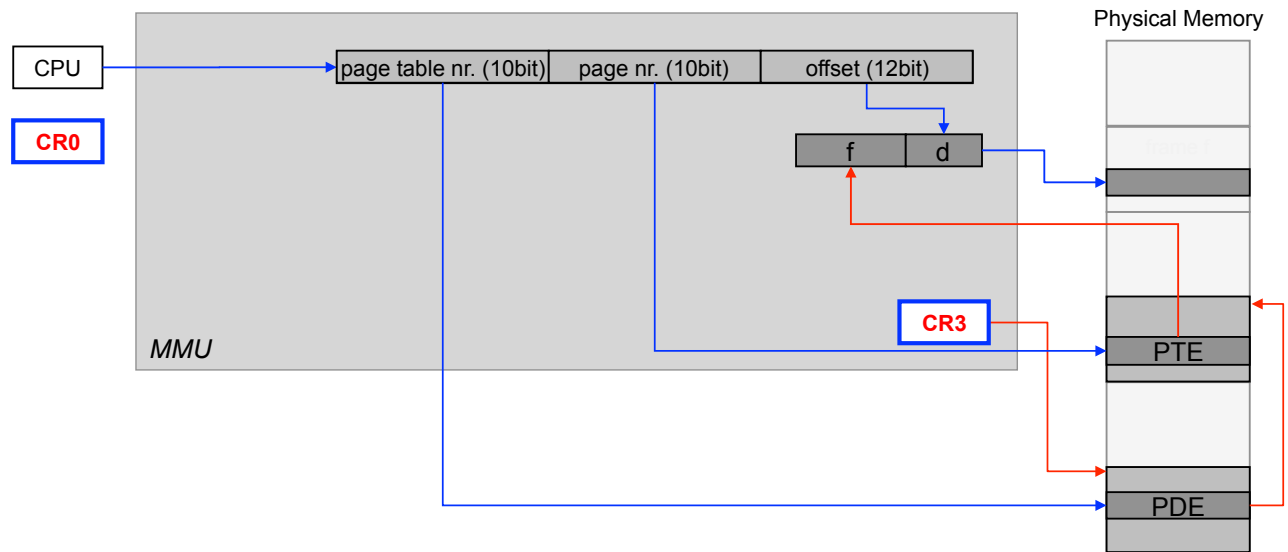 Physical Memory
CPU
page table nr. (10bit) page nr. (10bit) offset (12bit)
CR0
f d
CR3
MMU
PTE
PDE